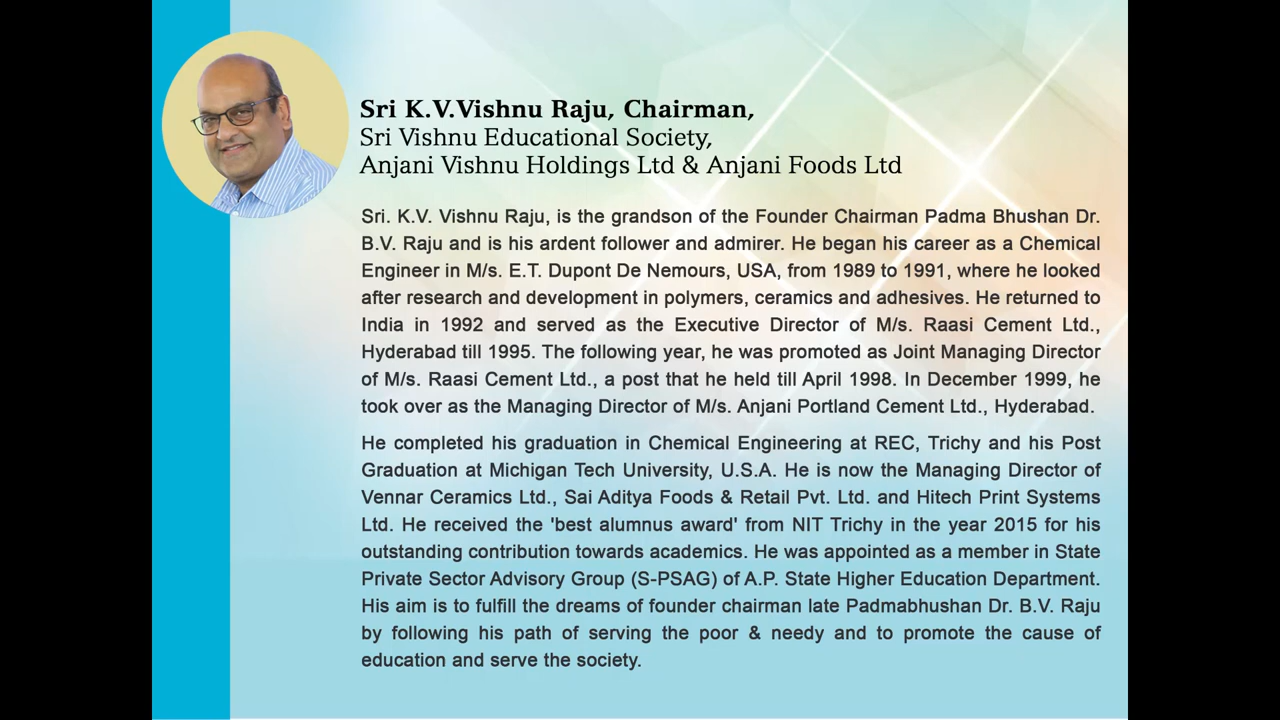 Sri K.V.Vishnu Raju, Chairman,
Sri Vishnu Educational Society,
Anjani Vishnu Holdings Ltd & Anjani Foods Ltd
Sri. K.V. Vishnu Raju, is the grandson of the Founder Chairman Padma Bhushan Dr.
B.V. Raju and is his ardent follower and admirer. He began his career as a Chemical
Engineer in M/s. E.T. Dupont De Nemours, USA, from 1989 to 1991, where he looked
after research and development in polymers, ceramics and adhesives. He returned to
India in 1992 and served as the Executive Director of M/s. Raasi Cement Ltd.,
Hyderabad till 1995. The following year, he was promoted as Joint Managing Director
of M/s. Raasi Cement Ltd., a post that he held till April 1998. In December 1999, he
took over as the Managing Director of M/s. Anjani Portland Cement Ltd., Hyderabad.
He completed his graduation in Chemical Engineering at REC, Trichy and his Post
Graduation at Michigan Tech University, U.S.A. He is now the Managing Director of
Vennar Ceramics Ltd., Sai Aditya Foods & Retail Pvt. Ltd. and Hitech Print Systems
Ltd. He received the 'best alumnus award' from NIT Trichy in the year 2015 for his
outstanding contribution towards academics. He was appointed as a member in State
Private Sector Advisory Group (S-PSAG) of A.P. State Higher Education Department.
His aim is to fulfill the dreams of founder chairman late Padmabhushan Dr. B.V. Raju
by following his path of serving the poor & needy and to promote the cause of
education and serve the society.